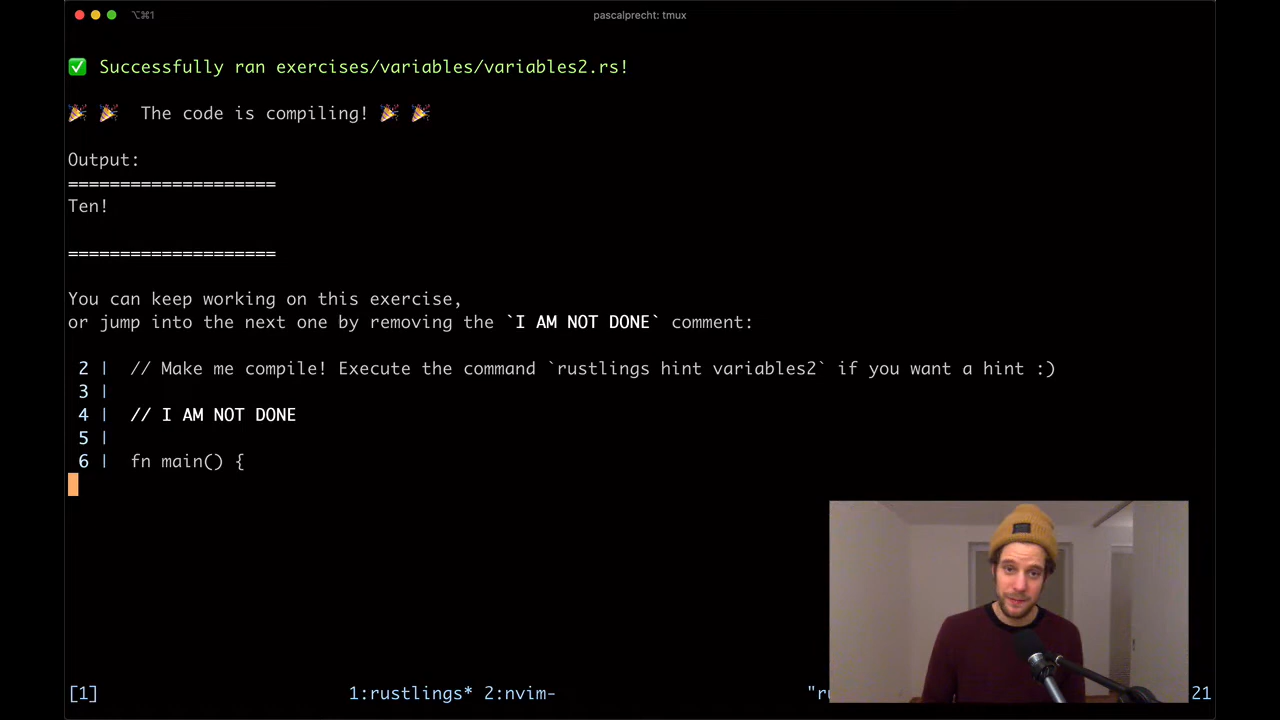 ⌥⌘1
pascalprecht: tmux
✅ Successfully ran exercises/variables/variables2.rs!
🎉 🎉 The code is compiling! 🎉 🎉
Output:
====================
Ten!
====================
You can keep working on this exercise,
or jump into the next one by removing the `I AM NOT DONE` comment:
2 | // Make me compile! Execute the command `rustlings hint variables2` if you want a hint :)
3 |
4 | // I AM NOT DONE
5 |
6 | fn main() {
[1] 1:rustlings* 2:nvim- 21